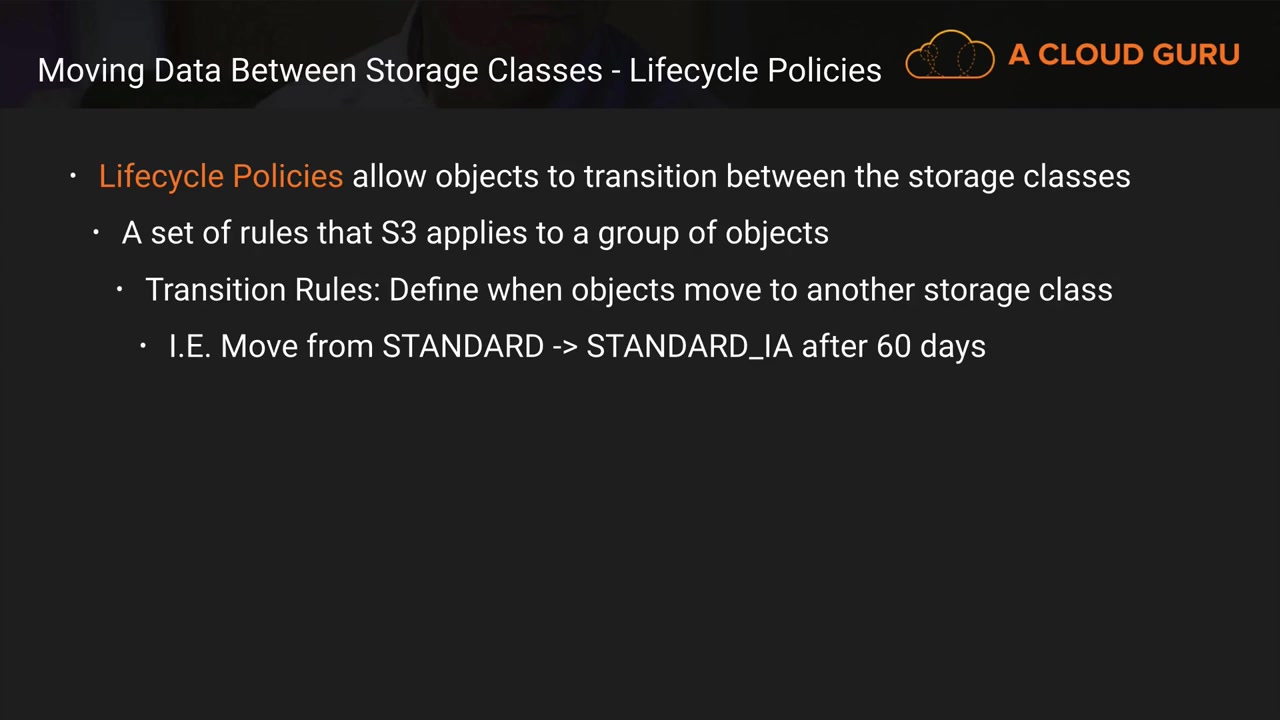 Moving Data Between Storage Classes - Lifecycle Policies
A CLOUD GURU
· Lifecycle Policies allow objects to transition between the storage classes
· A set of rules that S3 applies to a group of objects
· Transition Rules: Define when objects move to another storage class
· I.E. Move from STANDARD -> STANDARD_IA after 60 days